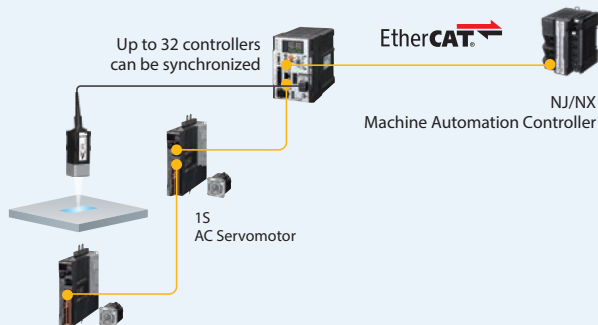 Up to 32 controllers
can be synchronized
EtherCAT®
NJ/NX
Machine Automation Controller
1S
AC Servomotor